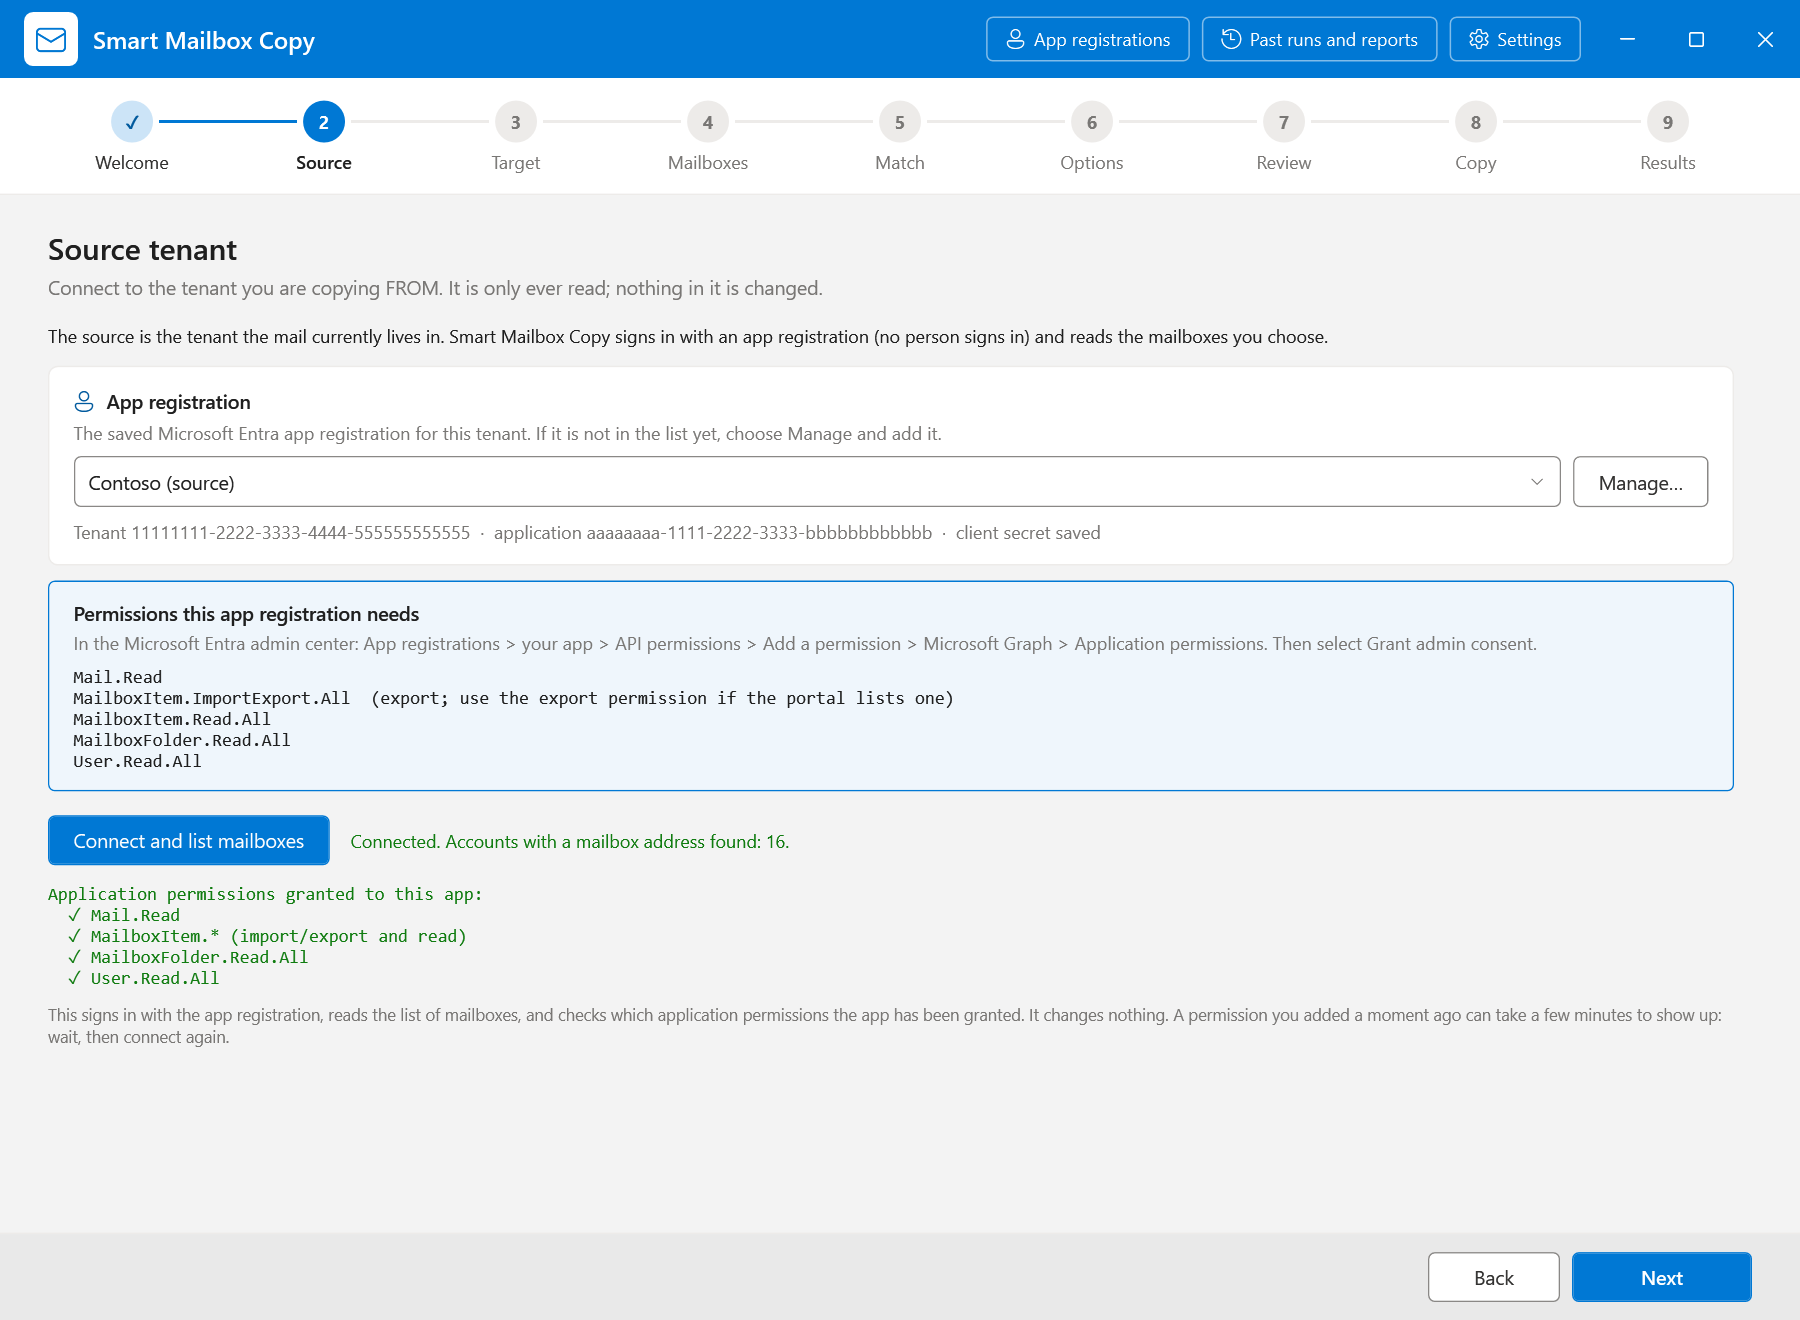 Smart Mailbox Copy
App registrations
Past runs and reports
Settings
✓ 2 3 4 5 6 7 8 9
Welcome Source Target Mailboxes Match Options Review Copy Results
Source tenant
Connect to the tenant you are copying FROM. It is only ever read; nothing in it is changed.
The source is the tenant the mail currently lives in. Smart Mailbox Copy signs in with an app registration (no person signs in) and reads the mailboxes you choose.
App registration
The saved Microsoft Entra app registration for this tenant. If it is not in the list yet, choose Manage and add it.
Contoso (source)
Manage...
Tenant 11111111-2222-3333-4444-555555555555 · application aaaaaaaa-1111-2222-3333-bbbbbbbbbbbb · client secret saved
Permissions this app registration needs
In the Microsoft Entra admin center: App registrations > your app > API permissions > Add a permission > Microsoft Graph > Application permissions. Then select Grant admin consent.
Mail.Read
MailboxItem.ImportExport.All (export; use the export permission if the portal lists one)
MailboxItem.Read.All
MailboxFolder.Read.All
User.Read.All
Connect and list mailboxes
Connected. Accounts with a mailbox address found: 16.
Application permissions granted to this app:
✓ Mail.Read
✓ MailboxItem.* (import/export and read)
✓ MailboxFolder.Read.All
✓ User.Read.All
This signs in with the app registration, reads the list of mailboxes, and checks which application permissions the app has been granted. It changes nothing. A permission you added a moment ago can take a few minutes to show up:
wait, then connect again.
Back
Next